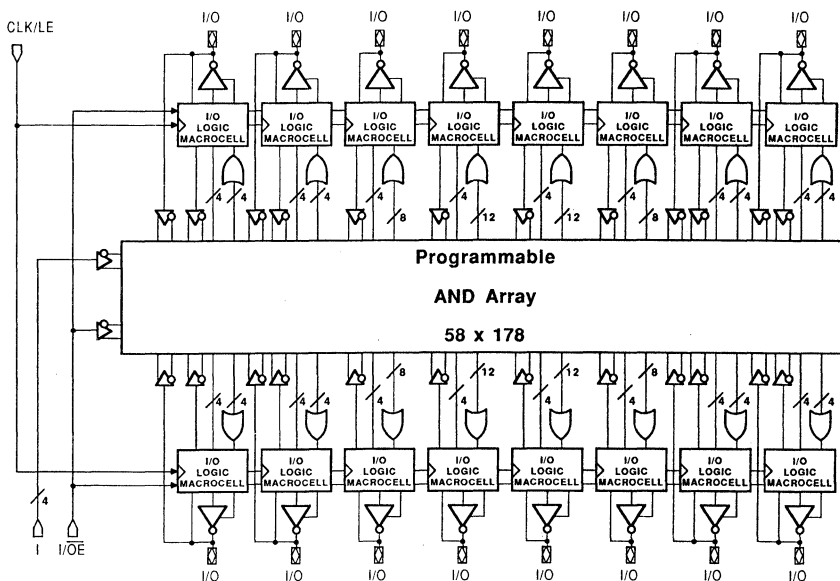 CLK/LE
I/O I/O I/O I/O I/O I/O I/O I/O
I/O LOGIC MACROCELL I/O LOGIC MACROCELL I/O LOGIC MACROCELL I/O LOGIC MACROCELL I/O LOGIC MACROCELL I/O LOGIC MACROCELL I/O LOGIC MACROCELL I/O LOGIC MACROCELL
4 4 4 4 4 4 4 4 4 4 4 4
8 12 12 8
Programmable
AND Array
58 x 178
8 12 12 8
4 4 4 4 4 4 4 4 4 4 4 4
I/O LOGIC MACROCELL I/O LOGIC MACROCELL I/O LOGIC MACROCELL I/O LOGIC MACROCELL I/O LOGIC MACROCELL I/O LOGIC MACROCELL I/O LOGIC MACROCELL I/O LOGIC MACROCELL
4
I I/O̅E̅
I/O I/O I/O I/O I/O I/O I/O I/O